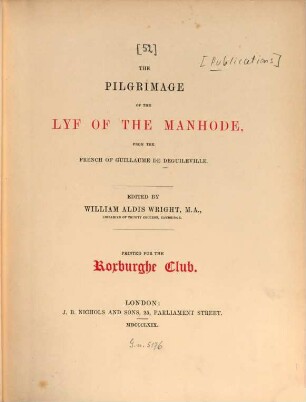 [52]
[Publications]
THE
PILGRIMAGE
OF THE
LYF OF THE MANHODE,
FROM THE
FRENCH OF GUILLAUME DE DEGUILEVILLE.
EDITED BY
WILLIAM ALDIS WRIGHT, M.A.,
LIBRARIAN OF TRINITY COLLEGE, CAMBRIDGE.
PRINTED FOR THE
Roxburghe Club.
LONDON:
J. B. NICHOLS AND SONS, 25, PARLIAMENT STREET.
MDCCCLXIX.